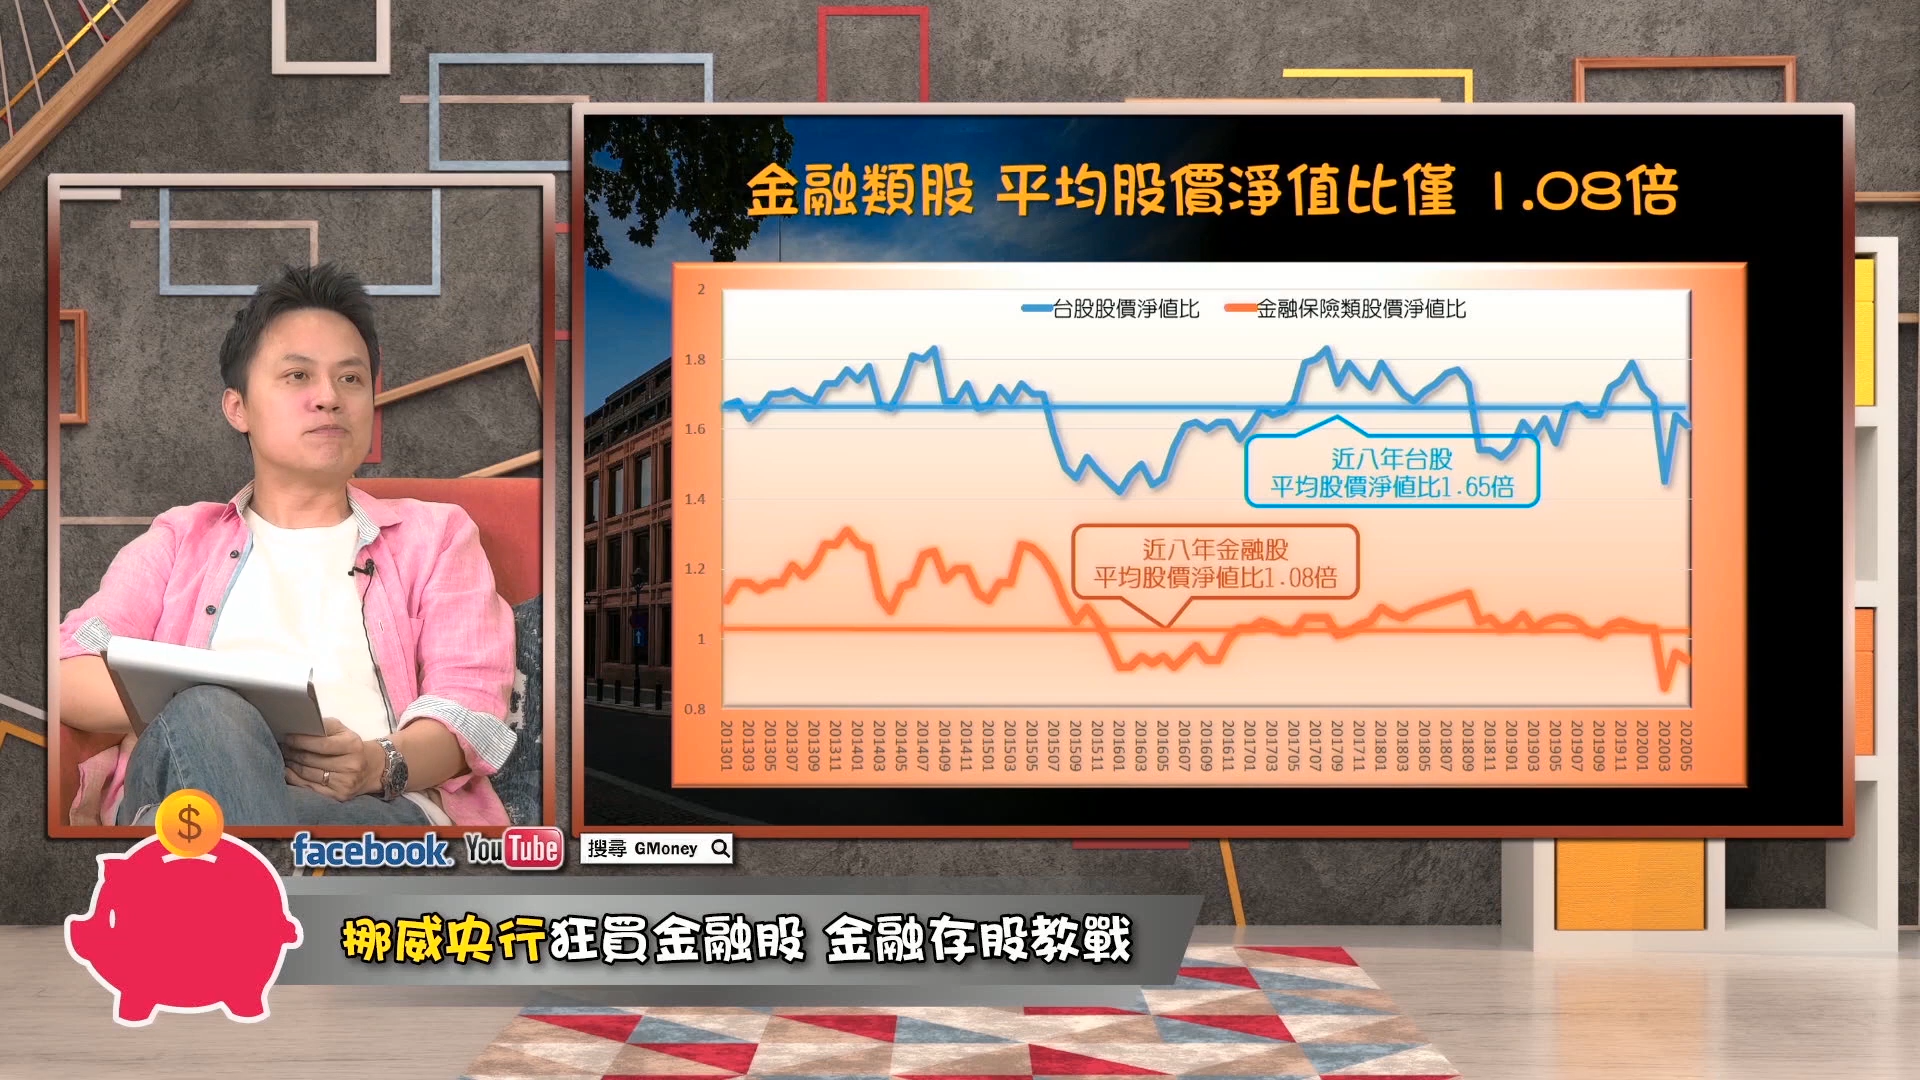 金融類股 平均股價淨值比僅 1.08倍
台股股價淨值比 金融保險類股價淨值比
2
1.8
1.6
1.4
1.2
1
0.8
近八年台股
平均股價淨值比1.65倍
近八年金融股
平均股價淨值比1.08倍
201301 201303 201305 201307 201309 201311 201401 201403 201405 201407 201409 201411 201501 201503 201505 201507 201509 201511 201601 201603 201605 201607 201609 201611 201701 201703 201705 201707 201709 201711 201801 201803 201805 201807 201809 201811 201901 201903 201905 201907 201909 201911 202001 202003 202005
$
facebook. YouTube 搜尋 GMoney
挪威央行狂買金融股 金融存股教戰